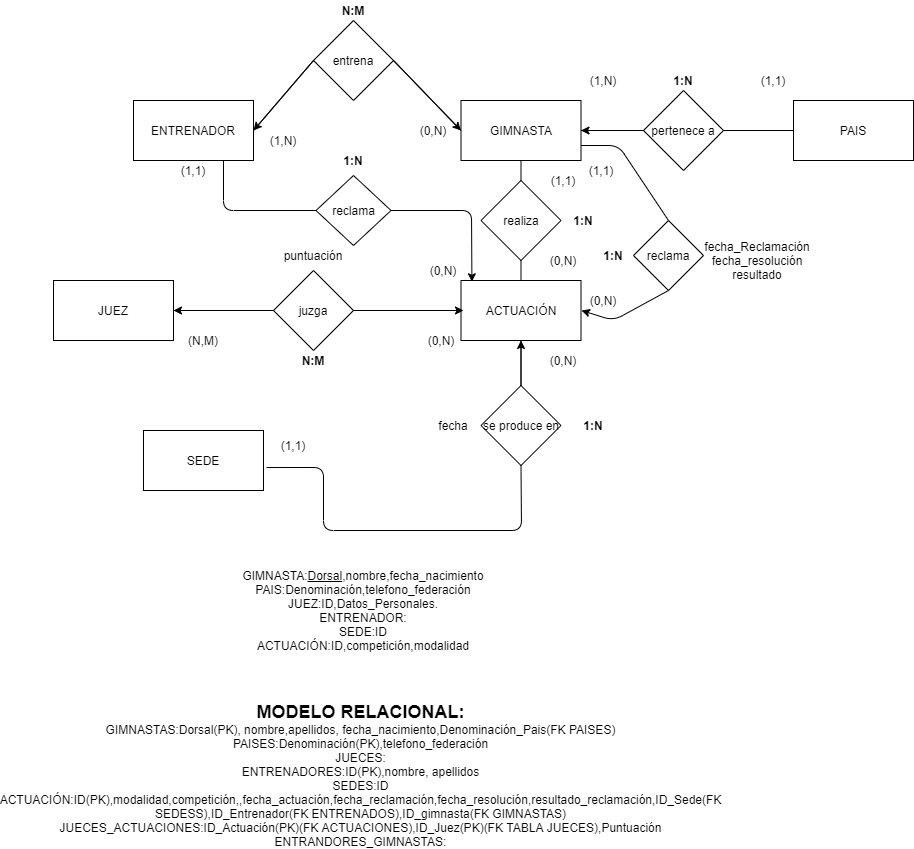 N:M
entrena
(1,N)
1:N
(1,1)
ENTRENADOR
GIMNASTA
pertenece a
PAIS
(1,N)
(0,N)
(1,1)
1:N
(1,1)
(1,1)
reclama
realiza
1:N
1:N
reclama
fecha_Reclamación
fecha_resolución
resultado
puntuación
(0,N)
(0,N)
(0,N)
JUEZ
juzga
ACTUACIÓN
(N,M)
(0,N)
N:M
(0,N)
fecha
se produce en
1:N
SEDE
(1,1)
GIMNASTA:Dorsal,nombre,fecha_nacimiento
PAIS:Denominación,telefono_federación
JUEZ:ID,Datos_Personales.
ENTRENADOR:
SEDE:ID
ACTUACIÓN:ID,competición,modalidad
MODELO RELACIONAL:
GIMNASTAS:Dorsal(PK), nombre,apellidos, fecha_nacimiento,Denominación_Pais(FK PAISES)
PAISES:Denominación(PK),telefono_federación
JUECES:
ENTRENADORES:ID(PK),nombre, apellidos
SEDES:ID
ACTUACIÓN:ID(PK),modalidad,competición,,fecha_actuación,fecha_reclamación,fecha_resolución,resultado_reclamación,ID_Sede(FK
SEDESS),ID_Entrenador(FK ENTRENADOS),ID_gimnasta(FK GIMNASTAS)
JUECES_ACTUACIONES:ID_Actuación(PK)(FK ACTUACIONES),ID_Juez(PK)(FK TABLA JUECES),Puntuación
ENTRANDORES_GIMNASTAS: